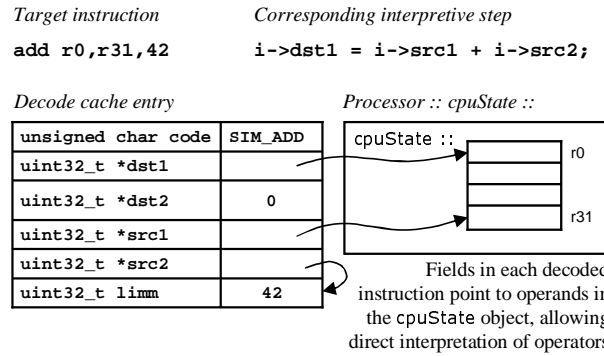 Target instruction
Corresponding interpretive step
add r0,r31,42
i->dst1 = i->src1 + i->src2;
Decode cache entry
Processor :: cpuState ::
unsigned char code SIM_ADD
uint32_t *dst1
uint32_t *dst2 0
uint32_t *src1
uint32_t *src2
uint32_t limm 42
cpuState ::
r0
r31
Fields in each decoded
instruction point to operands in
the cpuState object, allowing
direct interpretation of operators